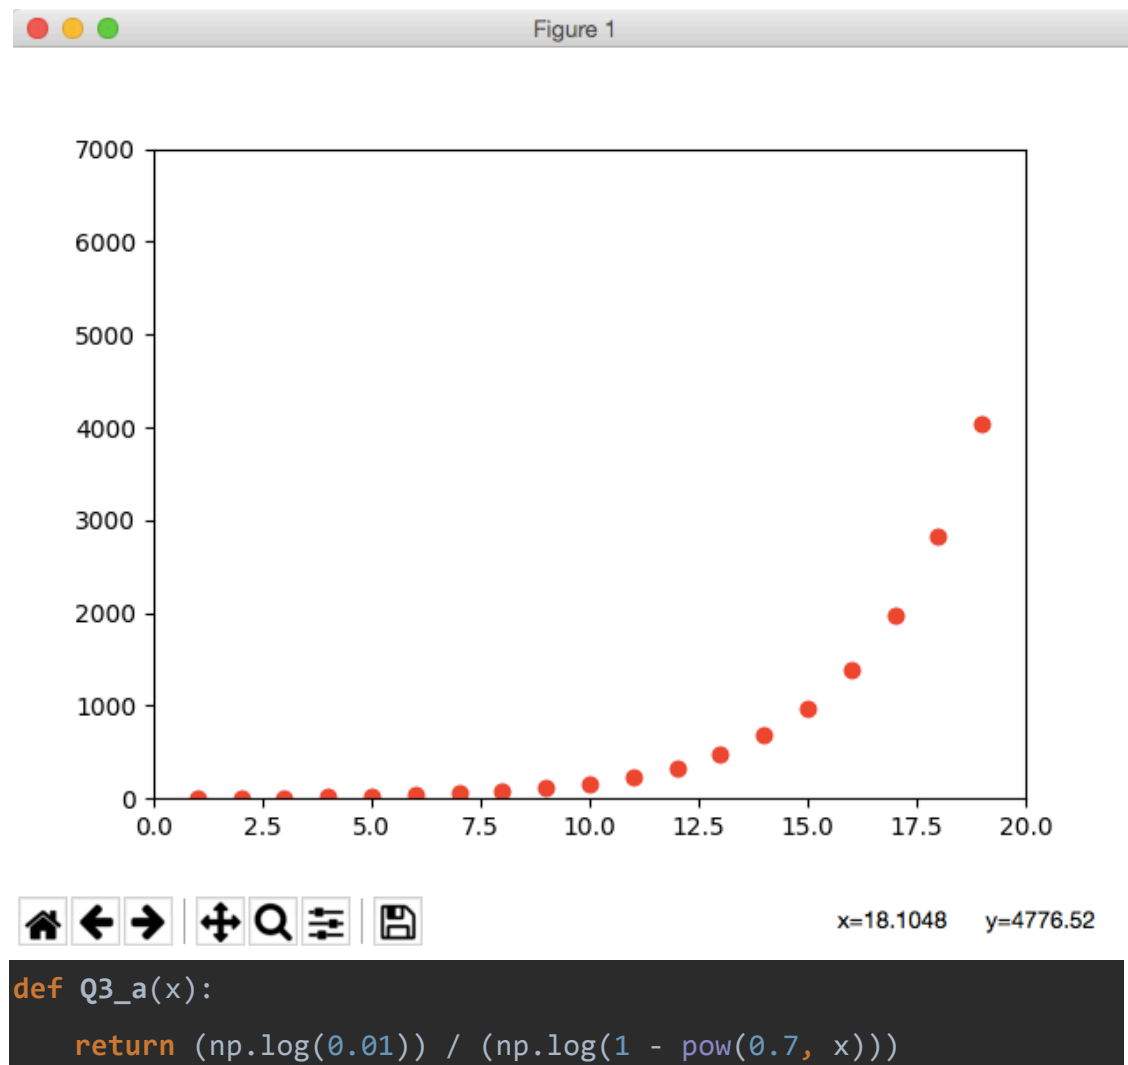 Figure 1
7000
6000
5000
4000
3000
2000
1000
0
0.0 2.5 5.0 7.5 10.0 12.5 15.0 17.5 20.0
x=18.1048 y=4776.52
def Q3_a(x):
return (np.log(0.01)) / (np.log(1 - pow(0.7, x)))